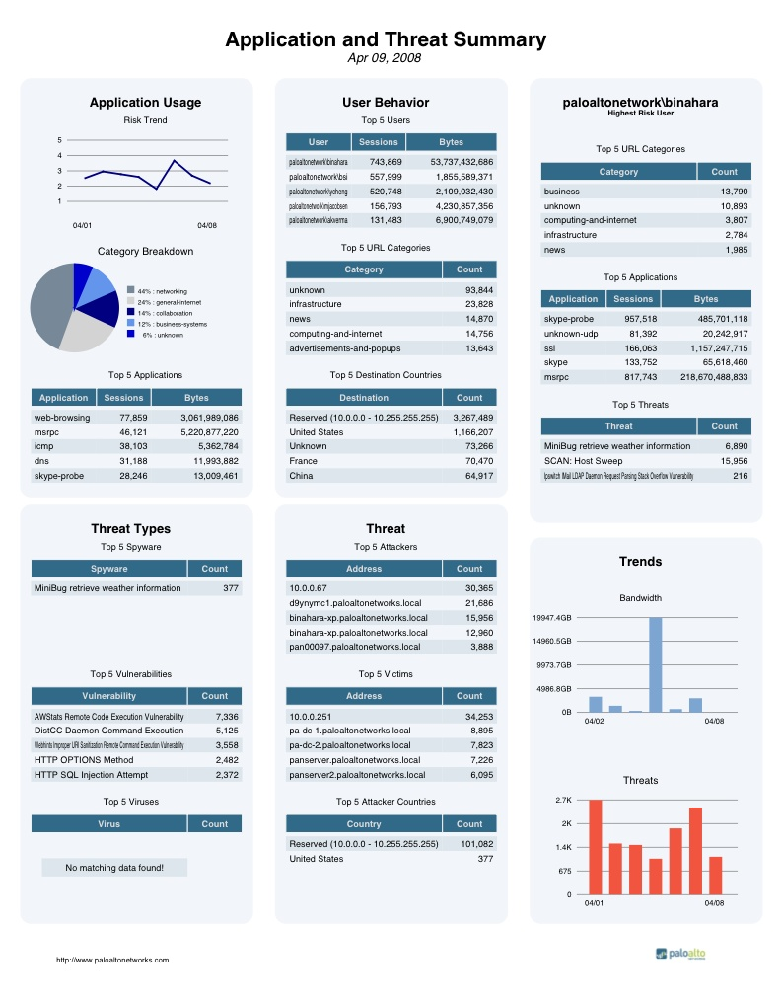 Application and Threat Summary
Apr 09, 2008
Application Usage
Risk Trend
5
4
3
2
1
04/01 04/08
Category Breakdown
44% : networking
24% : general-internet
14% : collaboration
12% : business-systems
6% : unknown
Top 5 Applications
Application Sessions Bytes
web-browsing 77,859 3,061,989,086
msrpc 46,121 5,220,877,220
icmp 38,103 5,362,784
dns 31,188 11,993,882
skype-probe 28,246 13,009,461
User Behavior
Top 5 Users
User Sessions Bytes
paloaltonetwork\binahara 743,869 53,737,432,686
paloaltonetwork\bsi 557,999 1,855,589,371
paloaltonetwork\ycheng 520,748 2,109,032,430
paloaltonetwork\mjacobsen 156,793 4,230,857,356
paloaltonetwork\akverma 131,483 6,900,749,079
Top 5 URL Categories
Category Count
unknown 93,844
infrastructure 23,828
news 14,870
computing-and-internet 14,756
advertisements-and-popups 13,643
Top 5 Destination Countries
Destination Count
Reserved (10.0.0.0 - 10.255.255.255) 3,267,489
United States 1,166,207
Unknown 73,266
France 70,470
China 64,917
paloaltonetwork\binahara
Highest Risk User
Top 5 URL Categories
Category Count
business 13,790
unknown 10,893
computing-and-internet 3,807
infrastructure 2,784
news 1,985
Top 5 Applications
Application Sessions Bytes
skype-probe 957,518 485,701,118
unknown-udp 81,392 20,242,917
ssl 166,063 1,157,247,715
skype 133,752 65,618,460
msrpc 817,743 218,670,488,833
Top 5 Threats
Threat Count
MiniBug retrieve weather information 6,890
SCAN: Host Sweep 15,956
Ipswitch IMail LDAP Daemon Request Parsing Stack Overflow Vulnerability 216
Threat Types
Top 5 Spyware
Spyware Count
MiniBug retrieve weather information 377
Top 5 Vulnerabilities
Vulnerability Count
AWStats Remote Code Execution Vulnerability 7,336
DistCC Daemon Command Execution 5,125
Webhints Improper URI Sanitization Remote Command Execution Vulnerability 3,558
HTTP OPTIONS Method 2,482
HTTP SQL Injection Attempt 2,372
Top 5 Viruses
Virus Count
No matching data found!
Threat
Top 5 Attackers
Address Count
10.0.0.67 30,365
d9ynymc1.paloaltonetworks.local 21,686
binahara-xp.paloaltonetworks.local 15,956
binahara-xp.paloaltonetworks.local 12,960
pan00097.paloaltonetworks.local 3,888
Top 5 Victims
Address Count
10.0.0.251 34,253
pa-dc-1.paloaltonetworks.local 8,895
pa-dc-2.paloaltonetworks.local 7,823
panserver.paloaltonetworks.local 7,226
panserver2.paloaltonetworks.local 6,095
Top 5 Attacker Countries
Country Count
Reserved (10.0.0.0 - 10.255.255.255) 101,082
United States 377
Trends
Bandwidth
19947.4GB
14960.5GB
9973.7GB
4986.8GB
0B
04/02 04/08
Threats
2.7K
2K
1.4K
675
0
04/01 04/08
http://www.paloaltonetworks.com
paloalto